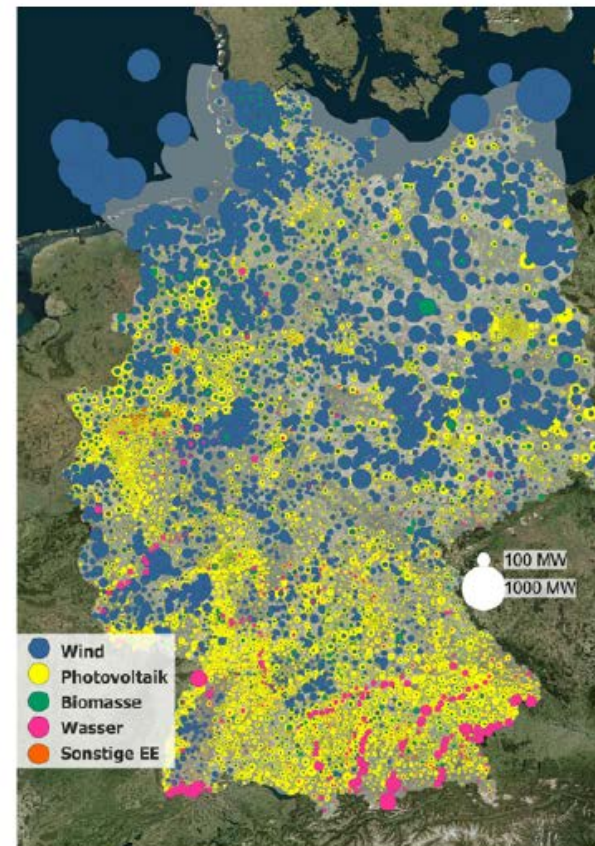 100 MW
1000 MW
Wind
Photovoltaik
Biomasse
Wasser
Sonstige EE